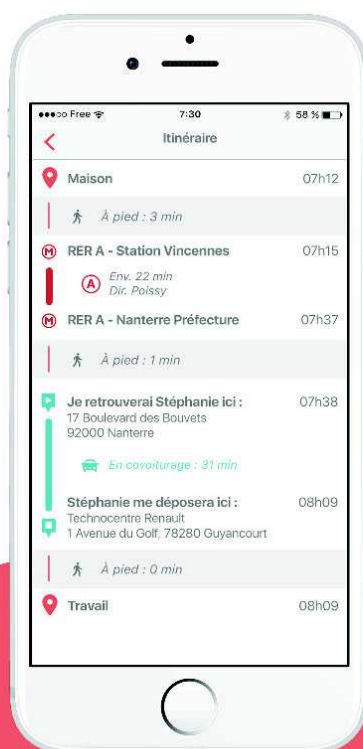 Free 7:30 58 %
Itinéraire
Maison 07h12
À pied : 3 min
M RER A - Station Vincennes 07h15
A Env. 22 min
Dir. Poissy
M RER A - Nanterre Préfecture 07h37
À pied : 1 min
Je retrouverai Stéphanie ici : 07h38
17 Boulevard des Bouvets
92000 Nanterre
En covoiturage : 31 min
Stéphanie me déposera ici : 08h09
Technocentre Renault
1 Avenue du Golf, 78280 Guyancourt
À pied : 0 min
Travail 08h09